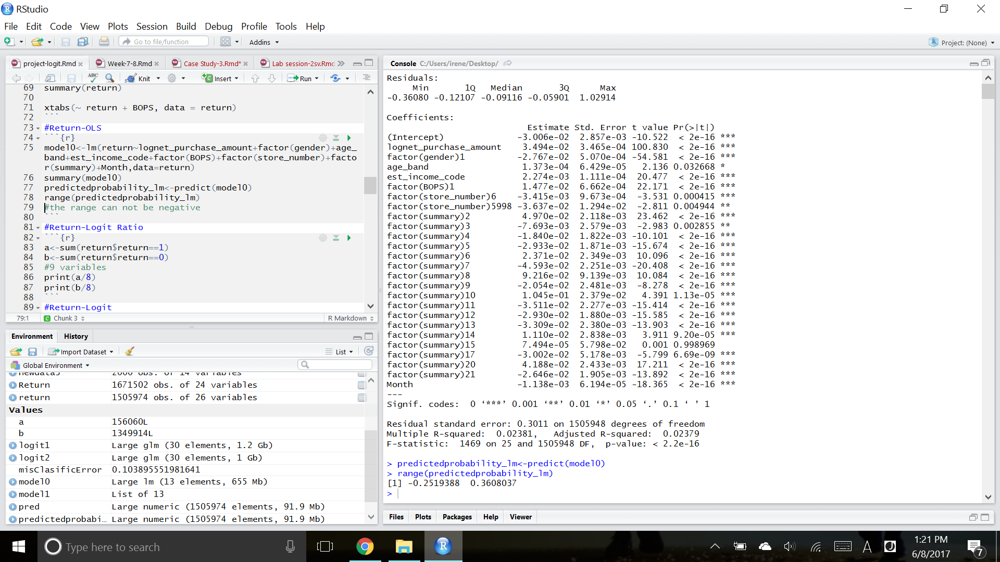 RStudio
File Edit Code View Plots Session Build Debug Profile Tools Help
Go to file/function Addins Project: (None)
project-logit.Rmd Week-7-8.Rmd Case Study-3.Rmd* Lab session-2sv.Rmd
ABC Knit Insert Run
69 summary(return)
70
71 xtabs(~ return + BOPS, data = return)
72 ```
73 #Return-OLS
74 ```{r}
75 model0<-lm(return~lognet_purchase_amount+factor(gender)+age_
band+est_income_code+factor(BOPS)+factor(store_number)+facto
r(summary)+Month,data=return)
76 summary(model0)
77 predictedprobability_lm<-predict(model0)
78 range(predictedprobability_lm)
79 #the range can not be negative
80 ```
81 #Return-Logit Ratio
82 ```{r}
83 a<-sum(return$return==1)
84 b<-sum(return$return==0)
85 #9 variables
86 print(a/8)
87 print(b/8)
88 ```
89 #Return-Logit
79:1 Chunk 3 R Markdown
Environment History
Import Dataset List
Global Environment
newdata5 2000 obs. of 14 variables
Return 1671502 obs. of 24 variables
return 1505974 obs. of 26 variables
Values
a 156060L
b 1349914L
logit1 Large glm (30 elements, 1.2 Gb)
logit2 Large glm (30 elements, 1 Gb)
misClasificError 0.103895551981641
model0 Large lm (13 elements, 655 Mb)
model1 List of 13
pred Large numeric (1505974 elements, 91.9 Mb)
predictedprobabi… Large numeric (1505974 elements, 91.9 Mb)
Console C:/Users/irene/Desktop/
Residuals:
Min 1Q Median 3Q Max
-0.36080 -0.12107 -0.09116 -0.05901 1.02914
Coefficients:
Estimate Std. Error t value Pr(>|t|)
(Intercept) -3.006e-02 2.857e-03 -10.522 < 2e-16 ***
lognet_purchase_amount 3.494e-02 3.465e-04 100.830 < 2e-16 ***
factor(gender)1 -2.767e-02 5.070e-04 -54.581 < 2e-16 ***
age_band 1.373e-04 6.429e-05 2.136 0.032668 *
est_income_code 2.274e-03 1.111e-04 20.477 < 2e-16 ***
factor(BOPS)1 1.477e-02 6.662e-04 22.171 < 2e-16 ***
factor(store_number)6 -3.415e-03 9.673e-04 -3.531 0.000415 ***
factor(store_number)5998 -3.637e-02 1.294e-02 -2.811 0.004944 **
factor(summary)2 4.970e-02 2.118e-03 23.462 < 2e-16 ***
factor(summary)3 -7.693e-03 2.579e-03 -2.983 0.002855 **
factor(summary)4 -1.840e-02 1.822e-03 -10.101 < 2e-16 ***
factor(summary)5 -2.933e-02 1.871e-03 -15.674 < 2e-16 ***
factor(summary)6 2.371e-02 2.349e-03 10.096 < 2e-16 ***
factor(summary)7 -4.593e-02 2.251e-03 -20.408 < 2e-16 ***
factor(summary)8 9.216e-02 9.139e-03 10.084 < 2e-16 ***
factor(summary)9 -2.054e-02 2.481e-03 -8.278 < 2e-16 ***
factor(summary)10 1.045e-01 2.379e-02 4.391 1.13e-05 ***
factor(summary)11 -3.511e-02 2.277e-03 -15.414 < 2e-16 ***
factor(summary)12 -2.930e-02 1.880e-03 -15.585 < 2e-16 ***
factor(summary)13 -3.309e-02 2.380e-03 -13.903 < 2e-16 ***
factor(summary)14 1.110e-02 2.838e-03 3.911 9.20e-05 ***
factor(summary)15 7.494e-05 5.798e-02 0.001 0.998969
factor(summary)17 -3.002e-02 5.178e-03 -5.799 6.69e-09 ***
factor(summary)20 4.188e-02 2.433e-03 17.211 < 2e-16 ***
factor(summary)21 -2.646e-02 1.905e-03 -13.892 < 2e-16 ***
Month -1.138e-03 6.194e-05 -18.365 < 2e-16 ***
---
Signif. codes: 0 ‘***’ 0.001 ‘**’ 0.01 ‘*’ 0.05 ‘.’ 0.1 ‘ ’ 1
Residual standard error: 0.3011 on 1505948 degrees of freedom
Multiple R-squared: 0.02381, Adjusted R-squared: 0.02379
F-statistic: 1469 on 25 and 1505948 DF, p-value: < 2.2e-16
> predictedprobability_lm<-predict(model0)
> range(predictedprobability_lm)
[1] -0.2519388 0.3608037
>
Files Plots Packages Help Viewer
Type here to search
1:21 PM
6/8/2017
7